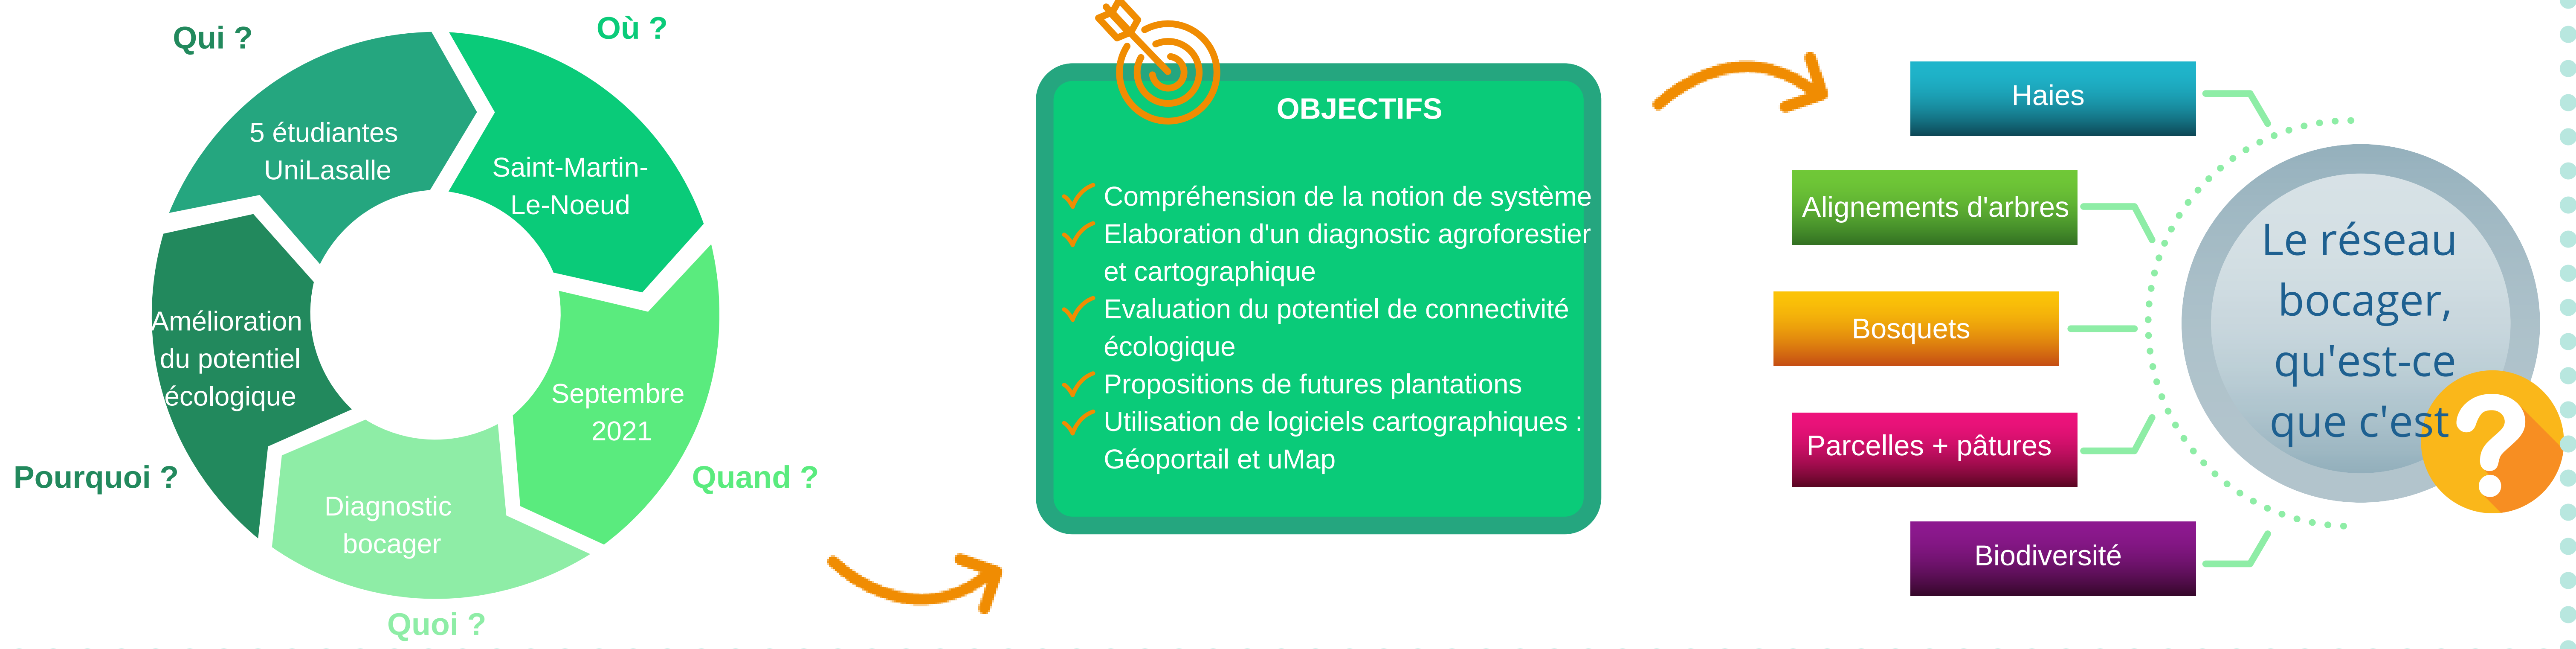 Qui ?
5 étudiantes
UniLasalle
Où ?
Saint-Martin-
Le-Noeud
Quand ?
Septembre
2021
Quoi ?
Diagnostic
bocager
Pourquoi ?
Amélioration
du potentiel
écologique
OBJECTIFS
Compréhension de la notion de système
Elaboration d'un diagnostic agroforestier
et cartographique
Evaluation du potentiel de connectivité
écologique
Propositions de futures plantations
Utilisation de logiciels cartographiques :
Géoportail et uMap
Haies
Alignements d'arbres
Bosquets
Parcelles + pâtures
Biodiversité
Le réseau
bocager,
qu'est-ce
que c'est ?